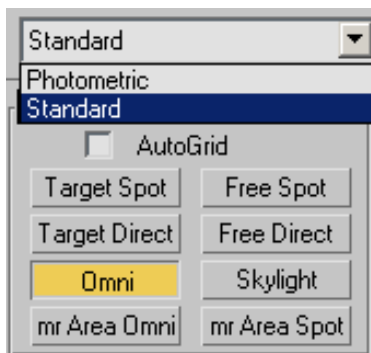 Standard
Photometric
Standard
AutoGrid
Target Spot Free Spot
Target Direct Free Direct
Omni Skylight
mr Area Omni mr Area Spot